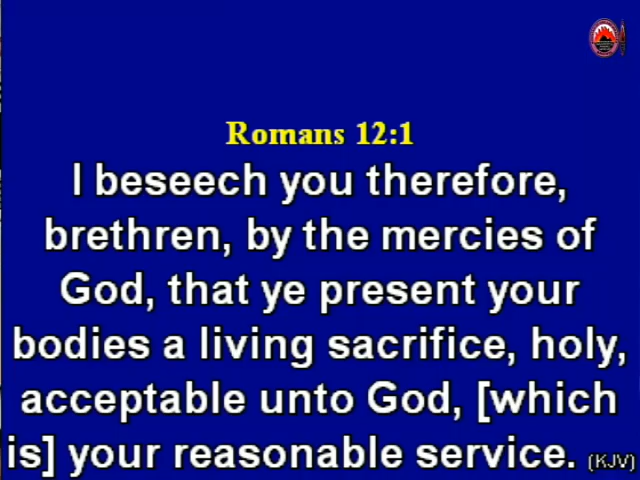 Romans 12:1
I beseech you therefore,
brethren, by the mercies of
God, that ye present your
bodies a living sacrifice, holy,
acceptable unto God, [which
is] your reasonable service. (KJV)